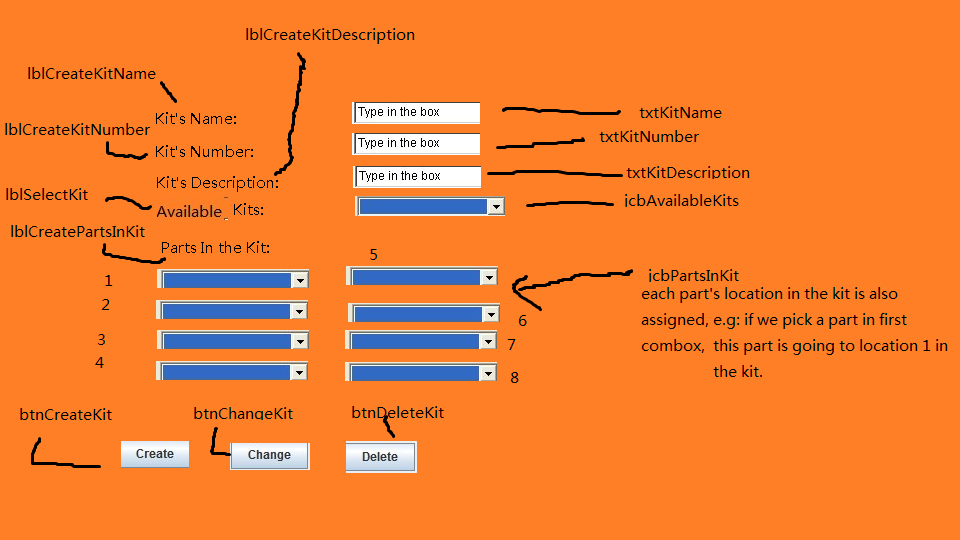 lblCreateKitDescription
lblCreateKitName
Kit's Name:
Type in the box
txtKitName
lblCreateKitNumber
Kit's Number:
Type in the box
txtKitNumber
Kit's Description:
Type in the box
txtKitDescription
lblSelectKit
Available Kits:
jcbAvailableKits
lblCreatePartsInKit
Parts In the Kit:
5
1
jcbPartsInKit
each part's location in the kit is also
assigned, e.g: if we pick a part in first
combox, this part is going to location 1 in
the kit.
2
6
3
7
4
8
btnCreateKit
btnChangeKit
btnDeleteKit
Create
Change
Delete